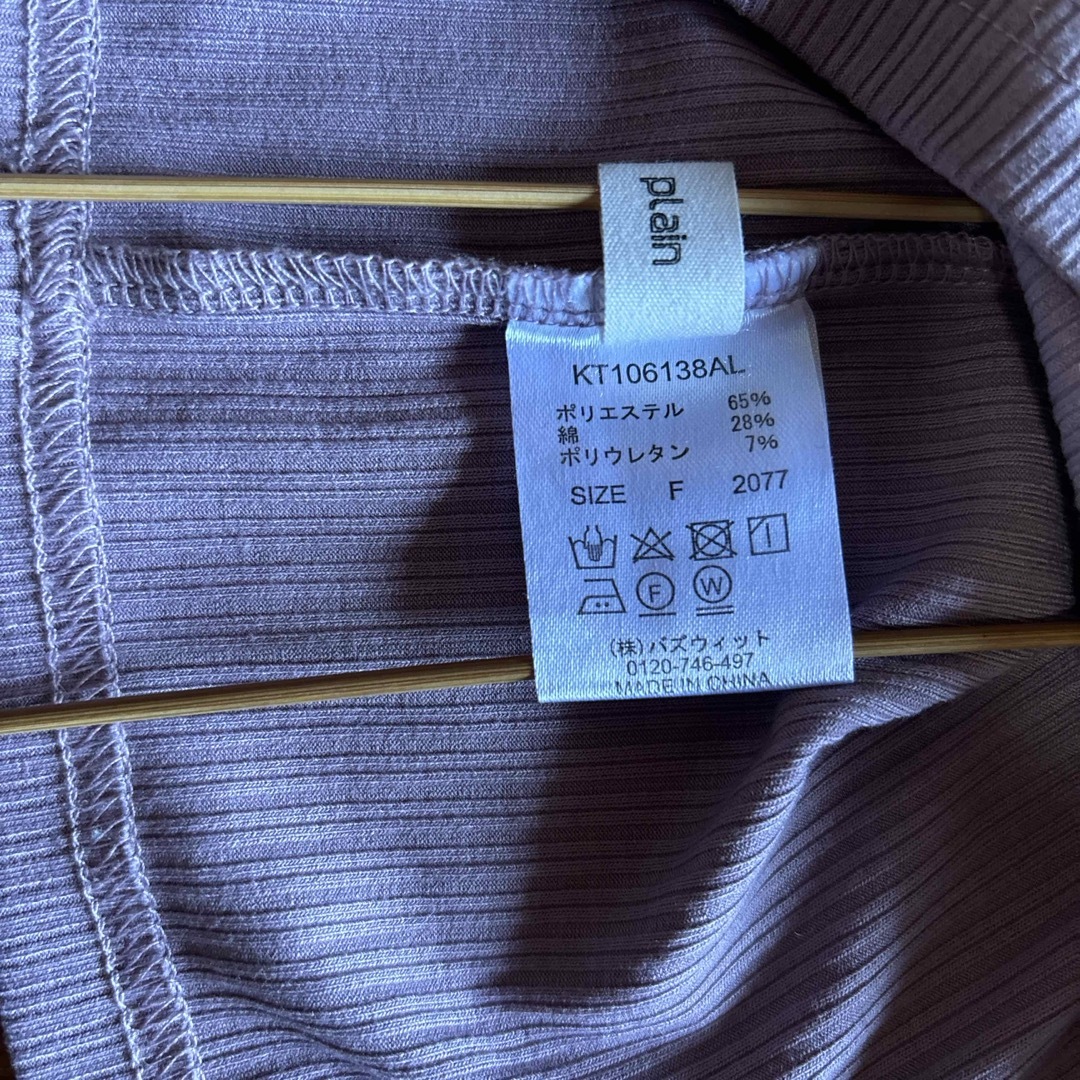 plain
KT106138AL
ポリエステル 65%
綿 28%
ポリウレタン 7%
SIZE F 2077
F W
(株)バズウィット
0120-746-497
MADE IN CHINA